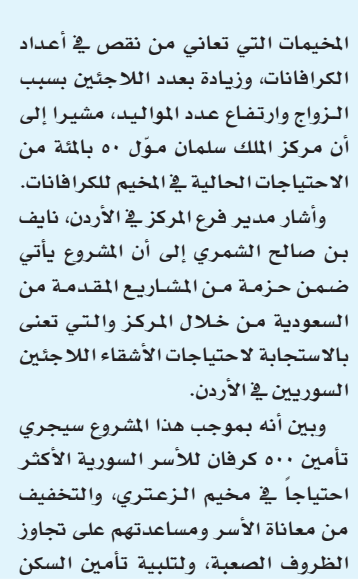 المخيمات التي تعاني من نقص في أعداد
الكرافانات، وزيادة بعدد اللاجئين بسبب
الزواج وارتفاع عدد المواليد، مشيرا إلى
أن مركز الملك سلمان موّل ٥٠ بالمئة من
الاحتياجات الحالية في المخيم للكرافانات.
وأشار مدير فرع المركز في الأردن، نايف
بن صالح الشمري إلى أن المشروع يأتي
ضمن حزمة من المشاريع المقدمة من
السعودية من خلال المركز والتي تعنى
بالاستجابة لاحتياجات الأشقاء اللاجئين
السوريين في الأردن.
وبين أنه بموجب هذا المشروع سيجري
تأمين ٥٠٠ كرفان للأسر السورية الأكثر
احتياجاً في مخيم الزعتري، والتخفيف
من معاناة الأسر ومساعدتهم على تجاوز
الظروف الصعبة، ولتلبية تأمين السكن